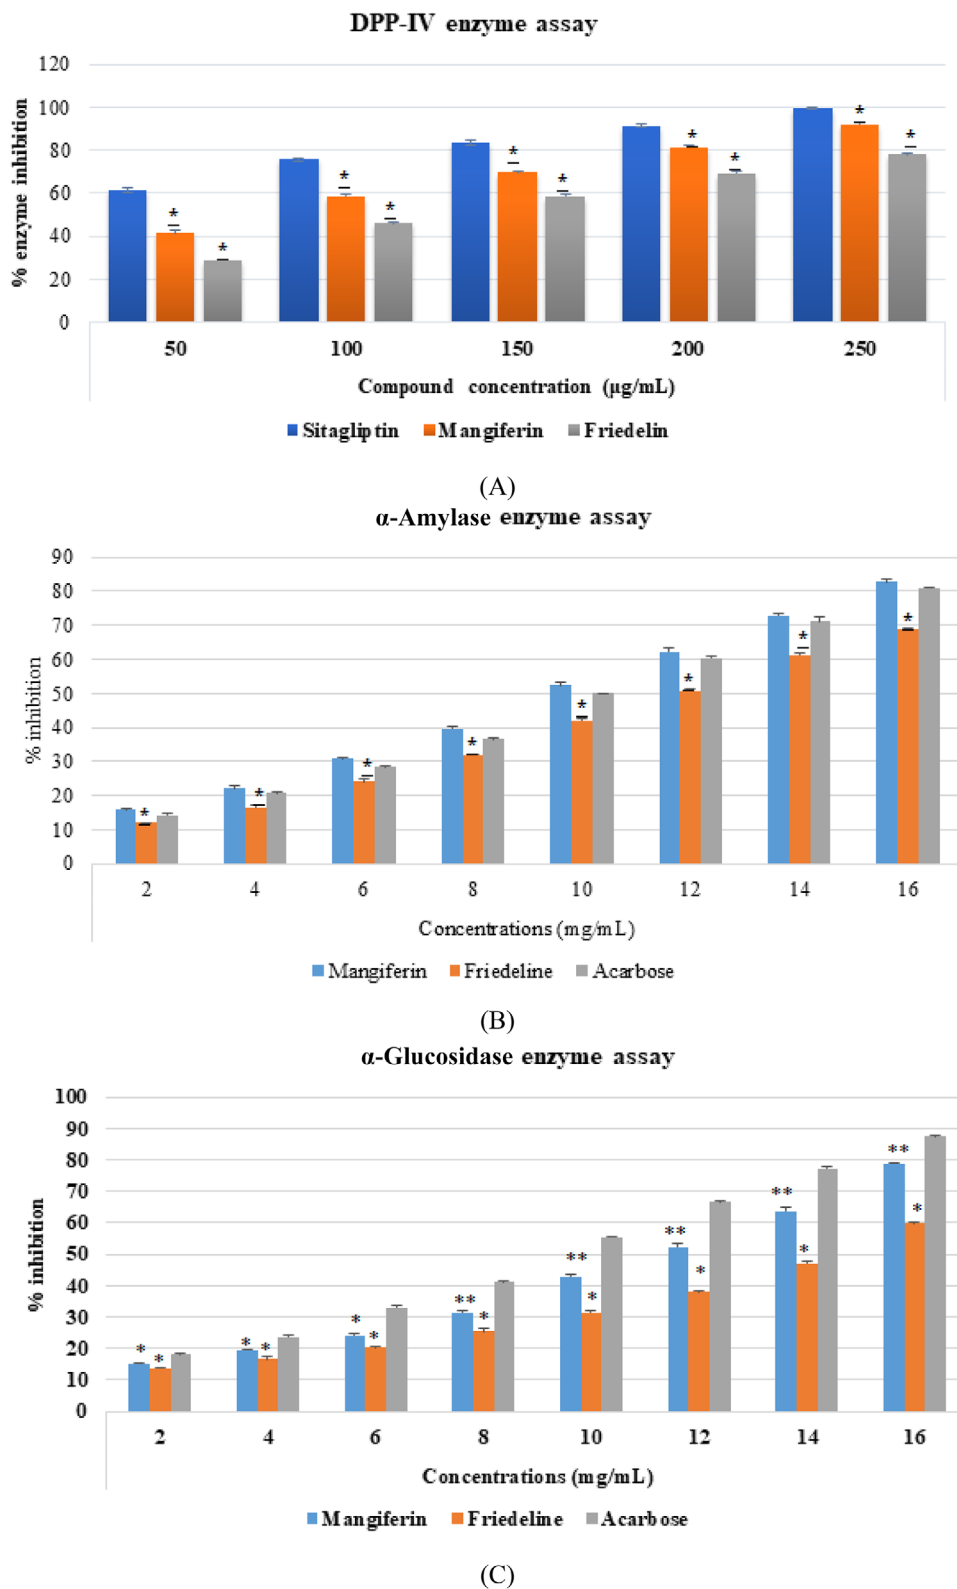 DPP-IV enzyme assay
120
100
80
60
40
20
0
% enzyme inhibition
* * * * * * * * * *
50 100 150 200 250
Compound concentration (µg/mL)
Sitagliptin Mangiferin Friedelin
(A)
α-Amylase enzyme assay
90
80
70
60
50
40
30
20
10
0
% inhibition
* * * * * * * *
2 4 6 8 10 12 14 16
Concentrations (mg/mL)
Mangiferin Friedeline Acarbose
(B)
α-Glucosidase enzyme assay
100
90
80
70
60
50
40
30
20
10
0
% inhibition
* * * * * * ** * ** * ** * ** * ** *
2 4 6 8 10 12 14 16
Concentrations (mg/mL)
Mangiferin Friedeline Acarbose
(C)